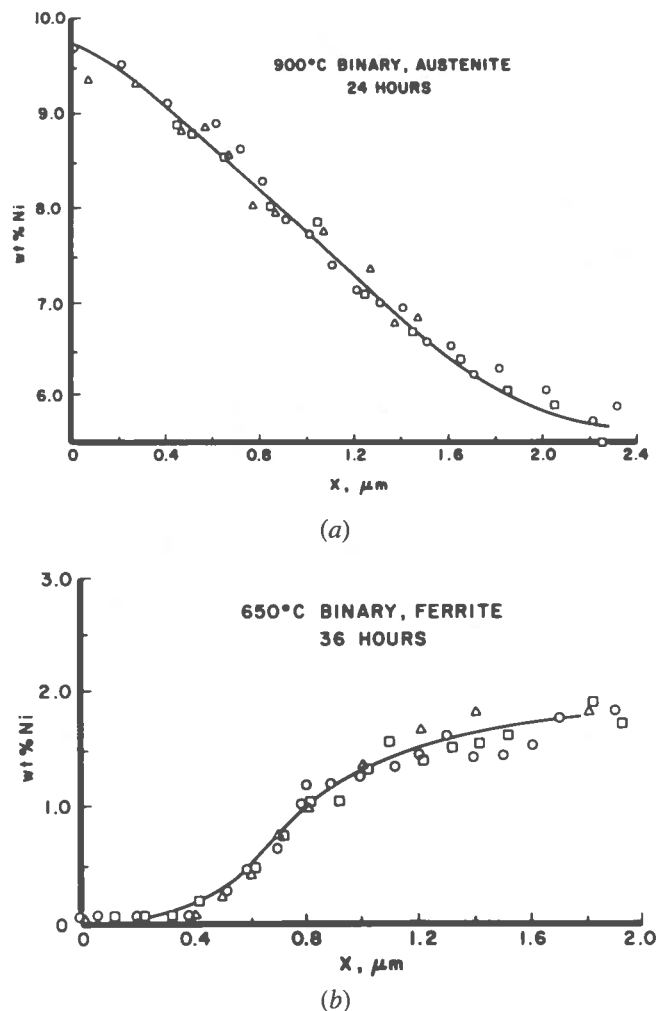 10.0
900°C BINARY, AUSTENITE
24 HOURS
9.0
8.0
wt % Ni
7.0
6.0
0 0.4 0.8 1.2 1.6 2.0 2.4
X, μm
(a)
3.0
650°C BINARY, FERRITE
36 HOURS
2.0
wt % Ni
1.0
0
0 0.4 0.8 1.2 1.6 2.0
X, μm
(b)